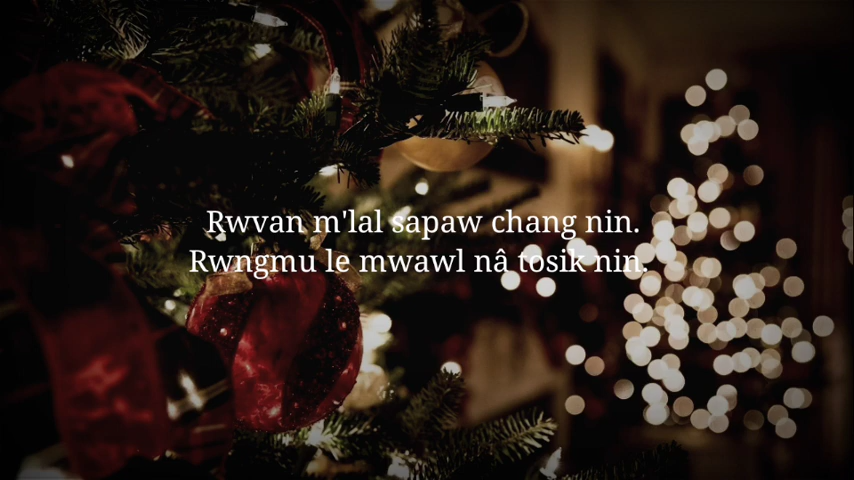 Rwvan m'lal sapaw chang nin.
Rwngmu le mwawl nâ tosik nin.